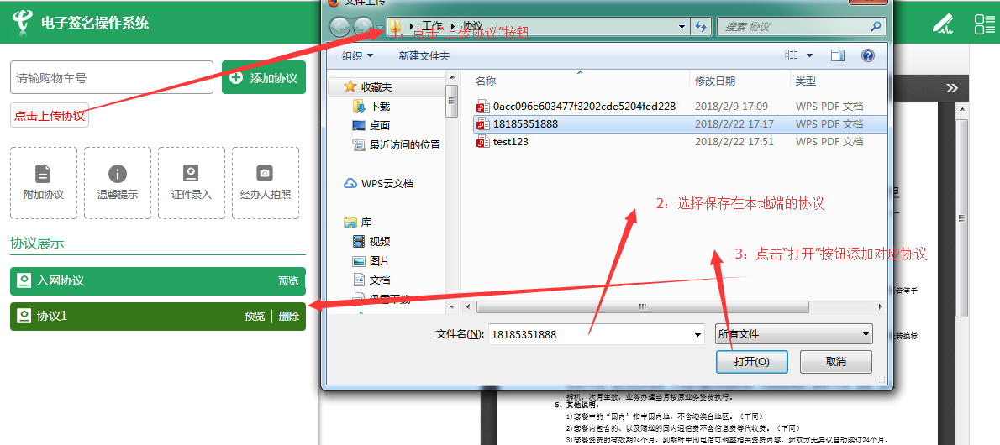 电子签名操作系统
请输购物车号
添加协议
点击上传协议
附加协议
温馨提示
证件录入
经办人拍照
协议展示
入网协议 预览
协议1 预览 删除
文件上传
工作 协议
搜索 协议
1：点击“上传协议”按钮
组织 新建文件夹
收藏夹
下载
桌面
最近访问的位置
WPS云文档
库
视频
图片
文档
迅雷下载
名称 修改日期 类型
0acc096e603477f3202cde5204fed228 2018/2/9 17:09 WPS PDF 文档
18185351888 2018/2/22 17:17 WPS PDF 文档
test123 2018/2/22 17:51 WPS PDF 文档
2：选择保存在本地端的协议
3：点击“打开”按钮添加对应协议
文件名(N): 18185351888 所有文件
打开(O) 取消
音等手
转换标
拆机，次月生效，业务办理当月按原业务资费执行。
5、其他说明：
1)套餐中的“国内”指中国内地，不含港澳台地区。（下同）
2)套餐内包含的、以及赠送的国内通信费不含信息费等代收费。（下同）
3)套餐资费的有效期24个月，到期时中国电信可调整相关资费内容，如双方无异议自动续订24个月。